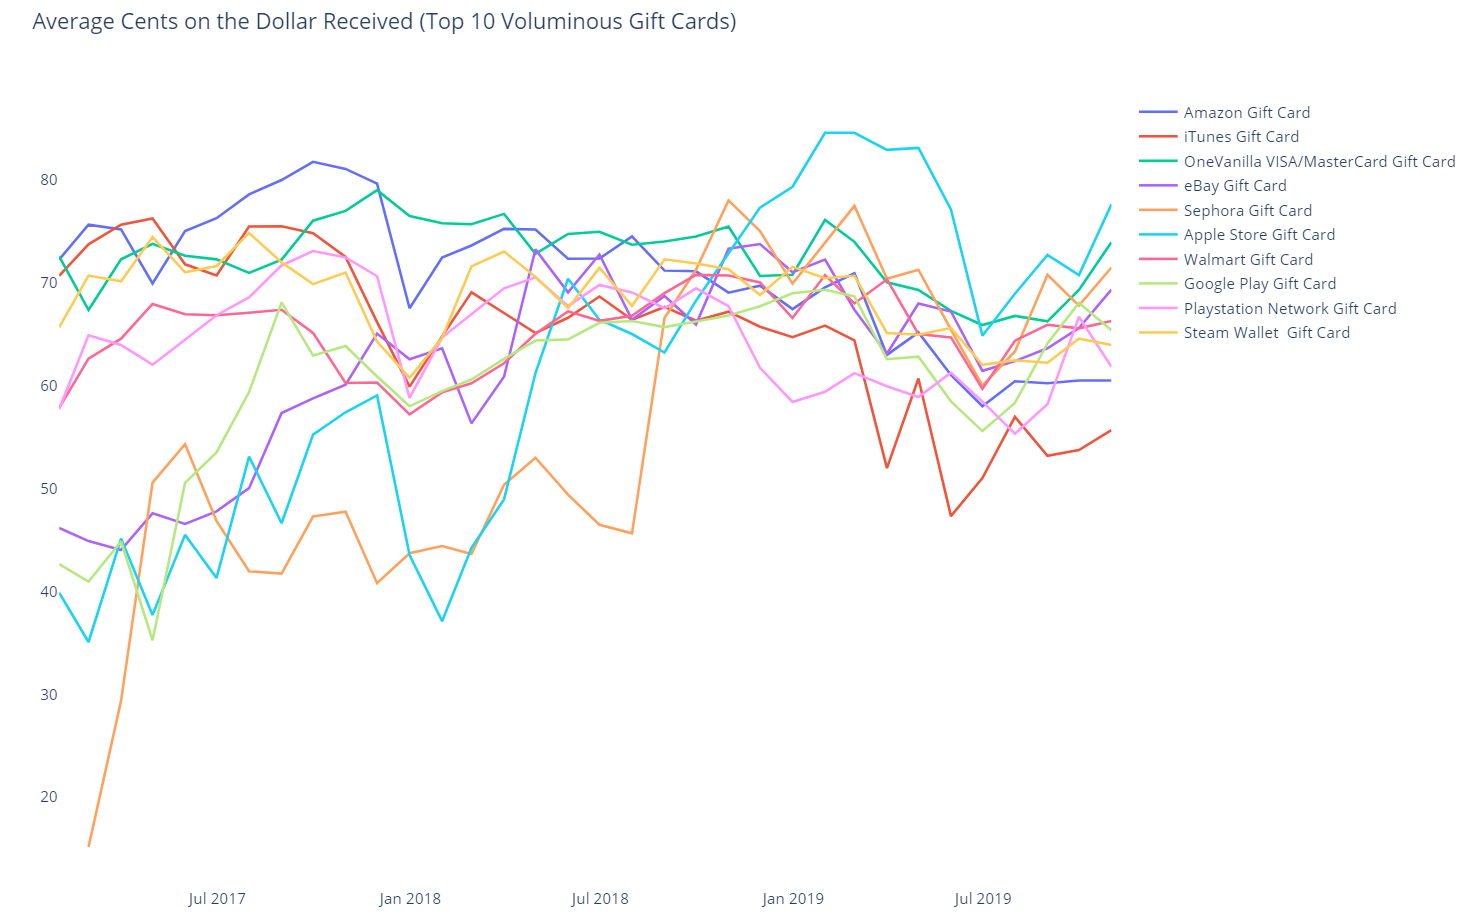 Average Cents on the Dollar Received (Top 10 Voluminous Gift Cards)
Amazon Gift Card
iTunes Gift Card
OneVanilla VISA/MasterCard Gift Card
eBay Gift Card
Sephora Gift Card
Apple Store Gift Card
Walmart Gift Card
Google Play Gift Card
Playstation Network Gift Card
Steam Wallet  Gift Card
80
70
60
50
40
30
20
Jul 2017
Jan 2018
Jul 2018
Jan 2019
Jul 2019